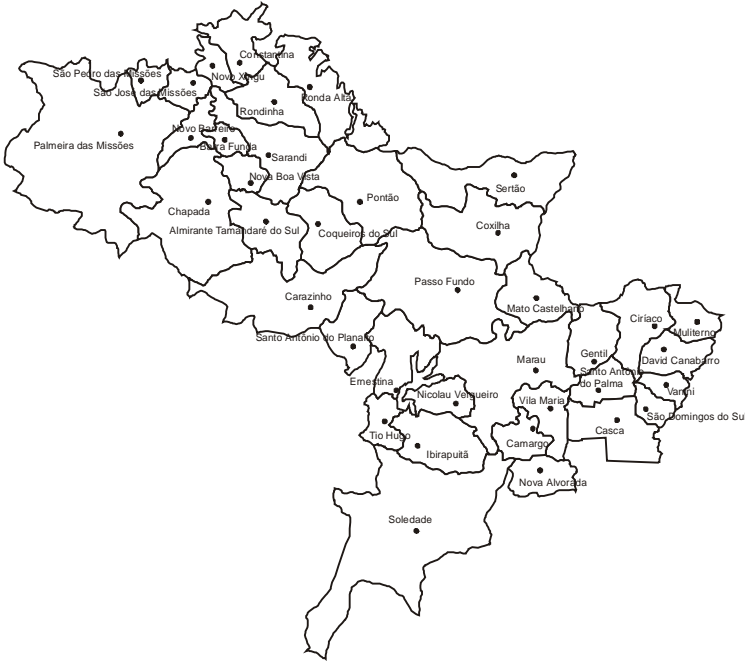 Constantina
São Pedro das Missões
Novo Xingu
São José das Missões
Ronda Alta
Rondinha
Novo Barreiro
Palmeira das Missões
Barra Funda
Sarandi
Nova Boa Vista
Sertão
Pontão
Chapada
Coxilha
Almirante Tamandaré do Sul
Coqueiros do Sul
Passo Fundo
Carazinho
Mato Castelhano
Ciríaco
Muliterno
Santo Antônio do Planalto
Gentil
Marau
David Canabarro
Santo Antônio
do Palma
Ernestina
Nicolau Vergueiro
Vanini
Vila Maria
São Domingos do Sul
Casca
Tio Hugo
Camargo
Ibirapuitã
Nova Alvorada
Soledade